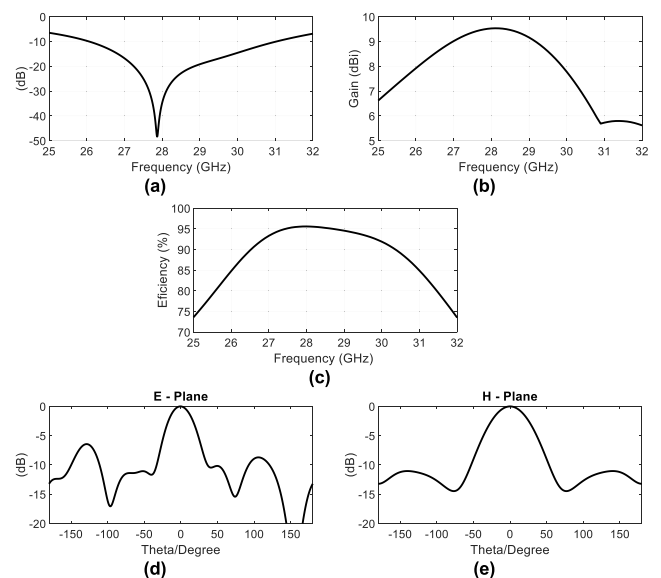 0
-10
-20
-30
-40
-50
(dB)
25 26 27 28 29 30 31 32
Frequency (GHz)
(a)
10
9
8
7
6
5
Gain (dBi)
25 26 27 28 29 30 31 32
Frequency (GHz)
(b)
100
95
90
85
80
75
70
Eficiency (%)
25 26 27 28 29 30 31 32
Frequency (GHz)
(c)
E - Plane
0
-5
-10
-15
-20
(dB)
-150 -100 -50 0 50 100 150
Theta/Degree
(d)
H - Plane
0
-5
-10
-15
-20
(dB)
-150 -100 -50 0 50 100 150
Theta/Degree
(e)